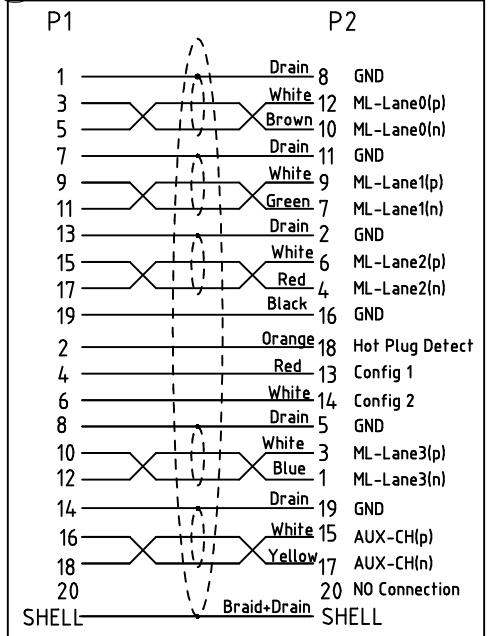 P1 P2
1 Drain 8 GND
3 White 12 ML-Lane0(p)
5 Brown 10 ML-Lane0(n)
7 Drain 11 GND
9 White 9 ML-Lane1(p)
11 Green 7 ML-Lane1(n)
13 Drain 2 GND
15 White 6 ML-Lane2(p)
17 Red 4 ML-Lane2(n)
19 Black 16 GND
2 Orange 18 Hot Plug Detect
4 Red 13 Config 1
6 White 14 Config 2
8 Drain 5 GND
10 White 3 ML-Lane3(p)
12 Blue 1 ML-Lane3(n)
14 Drain 19 GND
16 White 15 AUX-CH(p)
18 Yellow 17 AUX-CH(n)
20 20 NO Connection
SHELL Braid+Drain SHELL